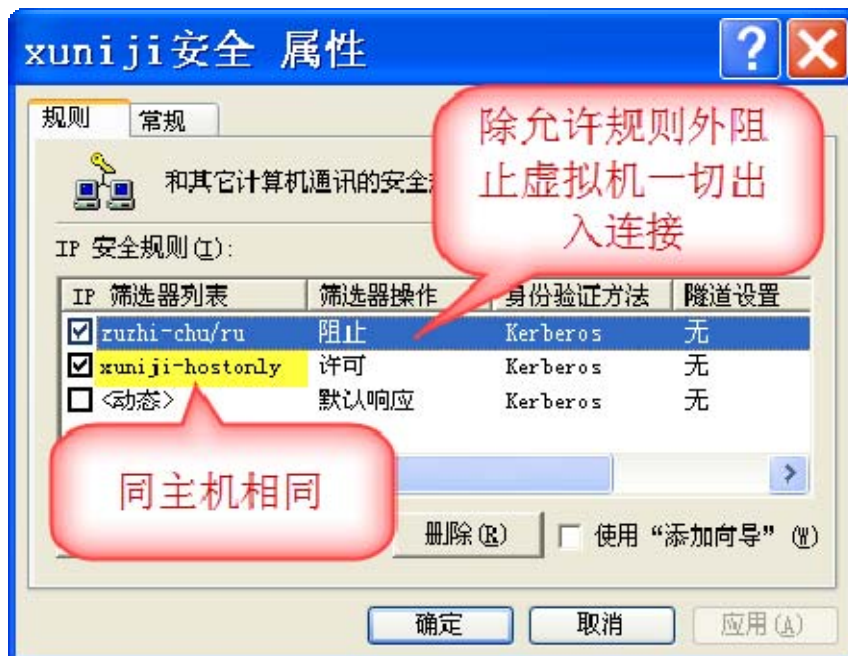 xuniji安全 属性
规则
常规
除允许规则外阻
止虚拟机一切出
入连接
和其它计算机通讯的安全
IP 安全规则(I):
IP 筛选器列表 筛选器操作 身份验证方法 隧道设置
zuzhi-chu/ru 阻止 Kerberos 无
xuniji-hostonly 许可 Kerberos 无
<动态> 默认响应 Kerberos 无
同主机相同
删除(R)
使用“添加向导” (W)
确定
取消
应用(A)